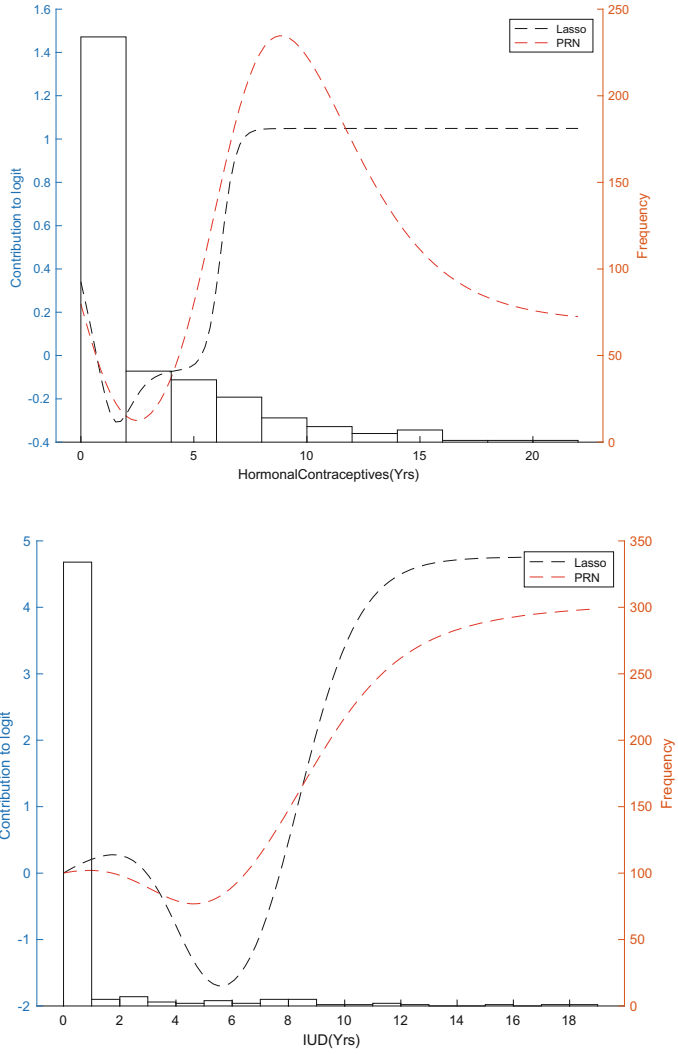 1.6
1.4
1.2
1
0.8
0.6
0.4
0.2
0
-0.2
-0.4
Contribution to logit
250
200
150
100
50
0
Frequency
Lasso
PRN
0 5 10 15 20
HormonalContraceptives(Yrs)
5
4
3
2
1
0
-1
-2
Contribution to logit
350
300
250
200
150
100
50
0
Frequency
Lasso
PRN
0 2 4 6 8 10 12 14 16 18
IUD(Yrs)